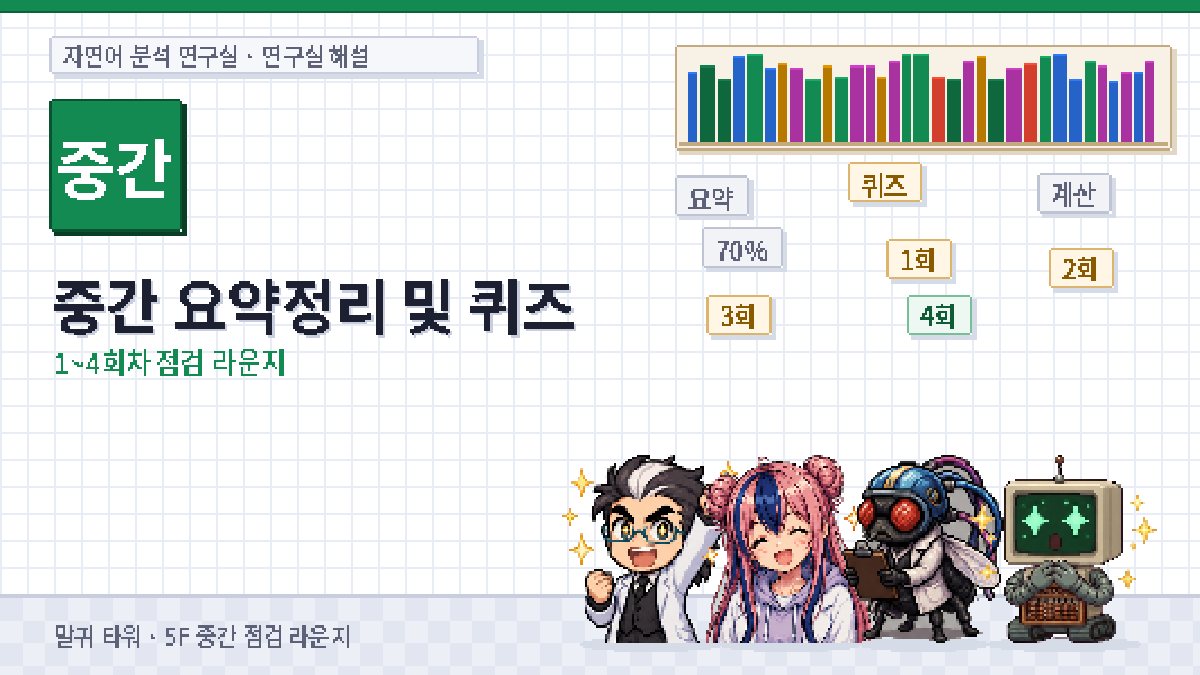 자연어 분석 연구실 · 연구실 해설
중간
중간 요약정리 및 퀴즈
1~4회차 점검 라운지
요약
퀴즈
계산
70%
1회
2회
3회
4회
말귀 타워 · 5F 중간 점검 라운지